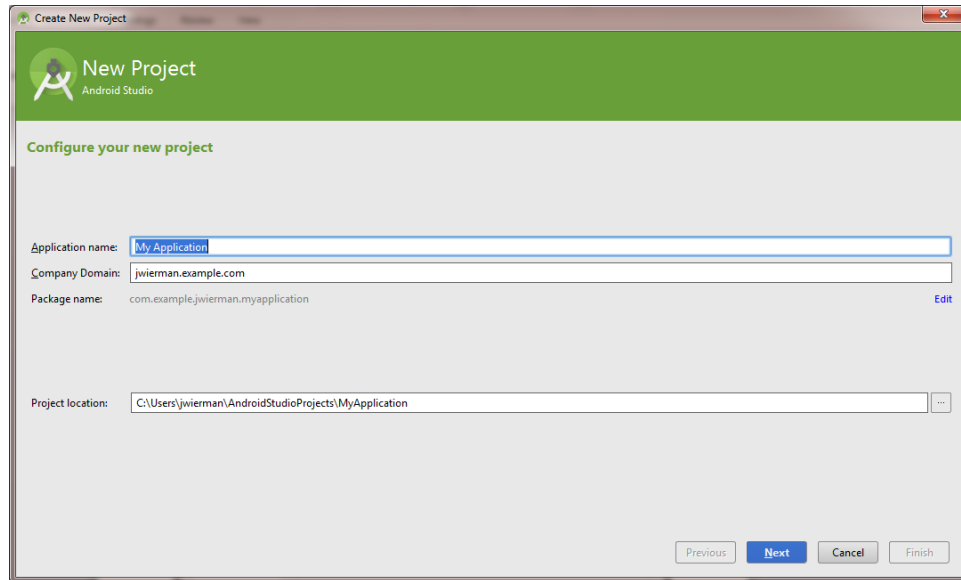 Create New Project
New Project
Android Studio
Configure your new project
Application name: My Application
Company Domain: jwierman.example.com
Package name: com.example.jwierman.myapplication Edit
Project location: C:\Users\jwierman\AndroidStudioProjects\MyApplication ...
Previous Next Cancel Finish